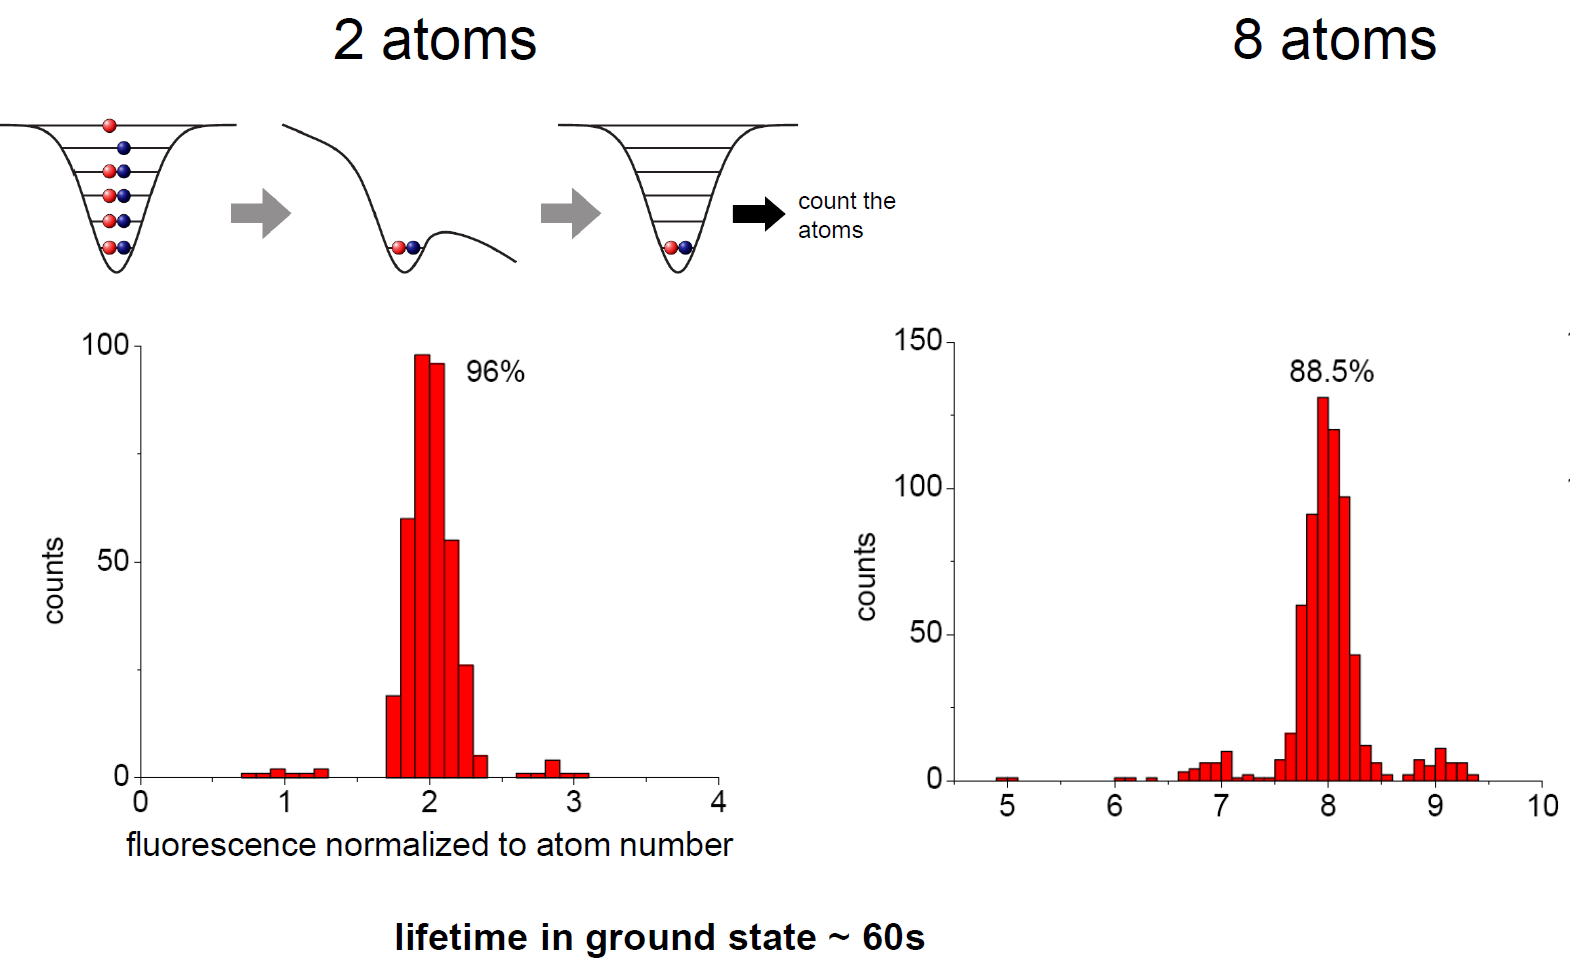 2 atoms
8 atoms
count the
atoms
100
50
0
counts
96%
0 1 2 3 4
fluorescence normalized to atom number
150
100
50
0
counts
88.5%
5 6 7 8 9 10
lifetime in ground state ~ 60s